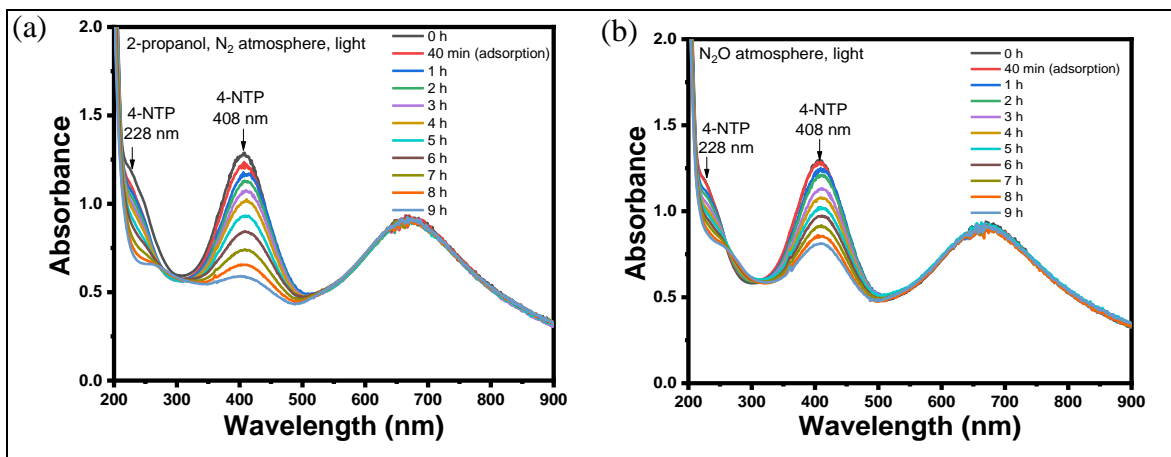 (a)
2-propanol, N₂ atmosphere, light
4-NTP
228 nm
4-NTP
408 nm
0 h
40 min (adsorption)
1 h
2 h
3 h
4 h
5 h
6 h
7 h
8 h
9 h
Absorbance
2.0
1.5
1.0
0.5
0.0
200 300 400 500 600 700 800 900
Wavelength (nm)
(b)
N₂O atmosphere, light
4-NTP
228 nm
4-NTP
408 nm
0 h
40 min (adsorption)
1 h
2 h
3 h
4 h
5 h
6 h
7 h
8 h
9 h
Absorbance
2.0
1.5
1.0
0.5
0.0
200 300 400 500 600 700 800 900
Wavelength (nm)